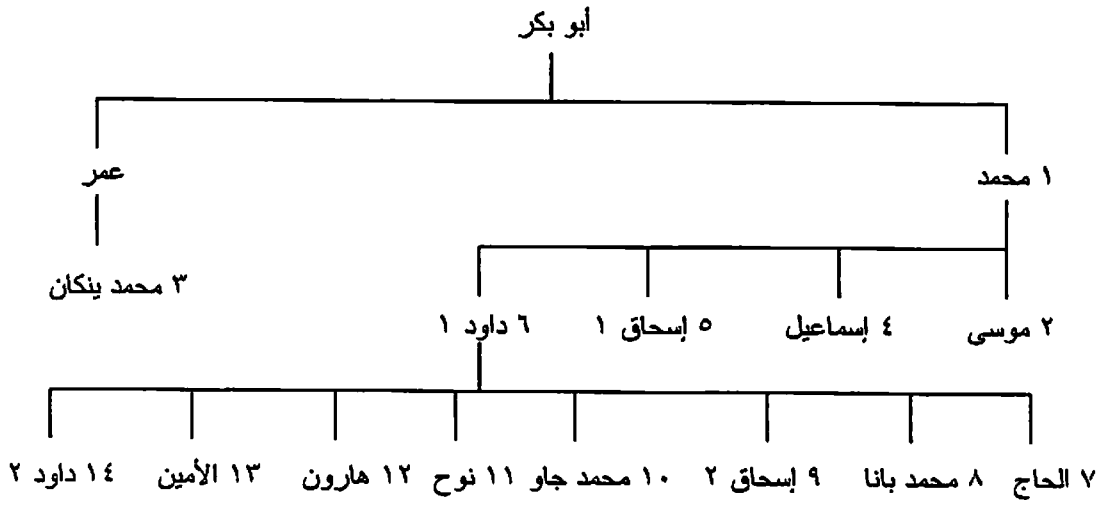 أبو بكر
١ محمد
عمر
٣ محمد ينكان
٢ موسى
٤ إسماعيل
٥ إسحاق ١
٦ داود ١
٧ الحاج
٨ محمد بانا
٩ إسحاق ٢
١٠ محمد جاو
١١ نوح
١٢ هارون
١٣ الأمين
١٤ داود ٢